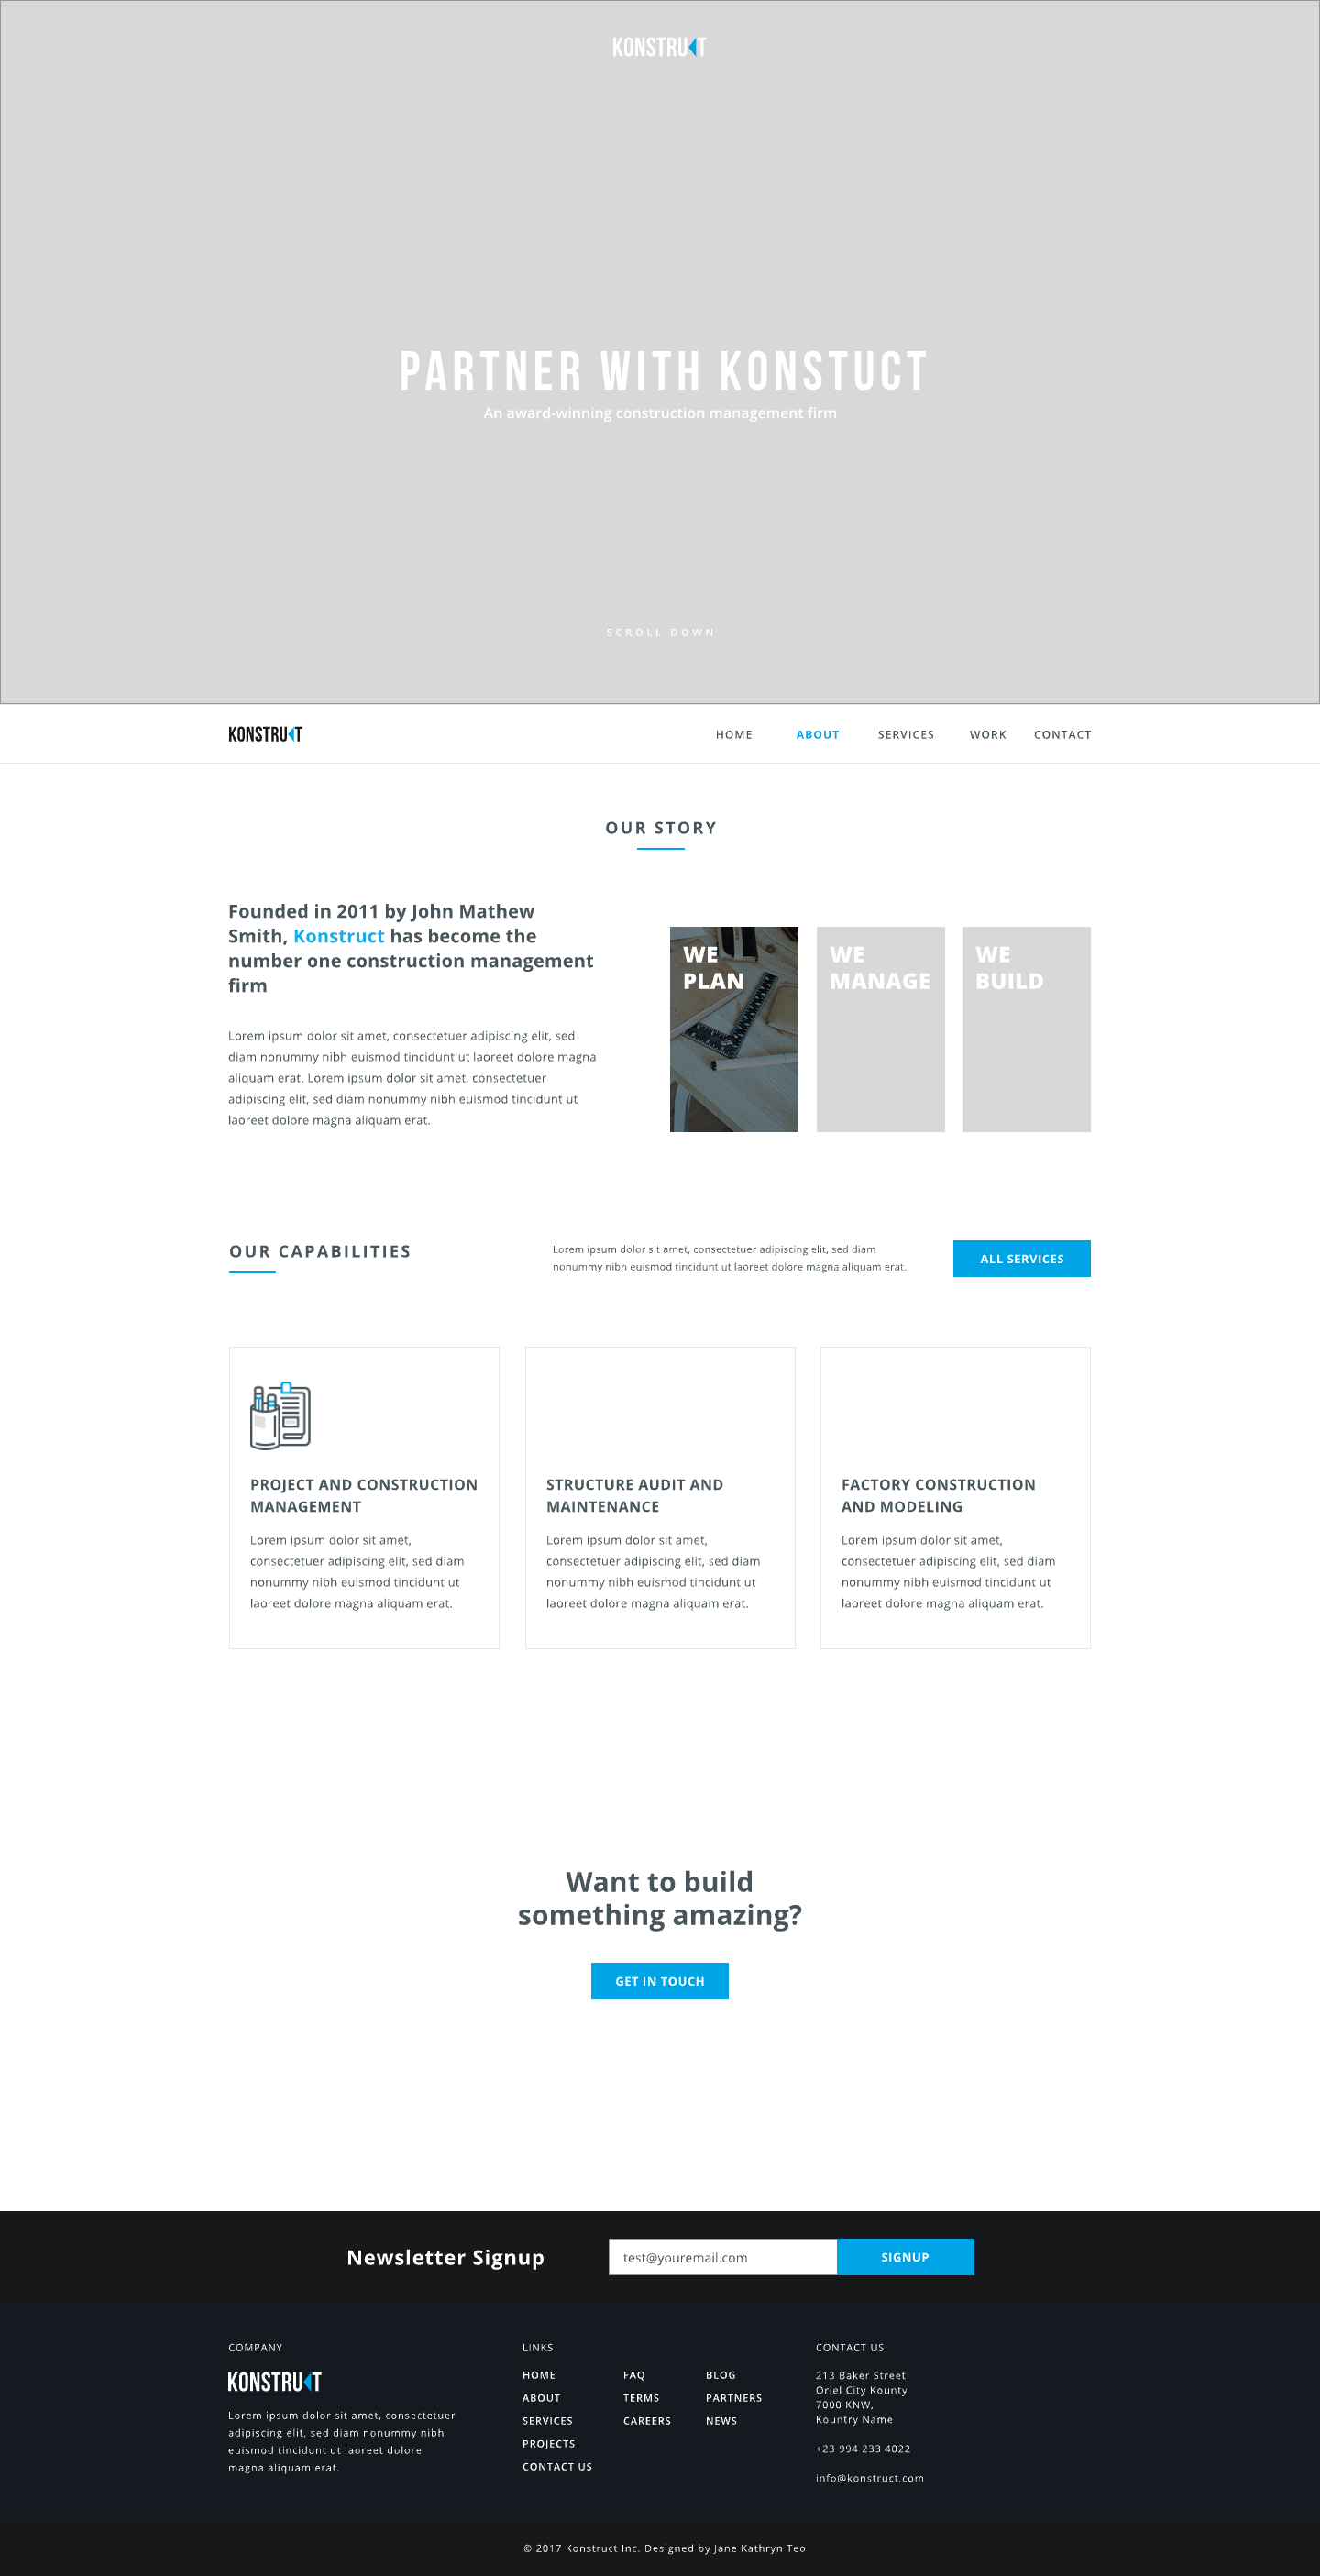 KONSTRUCT
PARTNER WITH KONSTUCT
An award-winning construction management firm
SCROLL DOWN
KONSTRUCT
HOME ABOUT SERVICES WORK CONTACT
OUR STORY
Founded in 2011 by John Mathew
Smith, Konstruct has become the
number one construction management
firm
Lorem ipsum dolor sit amet, consectetuer adipiscing elit, sed
diam nonummy nibh euismod tincidunt ut laoreet dolore magna
aliquam erat. Lorem ipsum dolor sit amet, consectetuer
adipiscing elit, sed diam nonummy nibh euismod tincidunt ut
laoreet dolore magna aliquam erat.
WE
PLAN
WE
MANAGE
WE
BUILD
OUR CAPABILITIES
Lorem ipsum dolor sit amet, consectetuer adipiscing elit, sed diam
nonummy nibh euismod tincidunt ut laoreet dolore magna aliquam erat.
ALL SERVICES
PROJECT AND CONSTRUCTION
MANAGEMENT
Lorem ipsum dolor sit amet,
consectetuer adipiscing elit, sed diam
nonummy nibh euismod tincidunt ut
laoreet dolore magna aliquam erat.
STRUCTURE AUDIT AND
MAINTENANCE
Lorem ipsum dolor sit amet,
consectetuer adipiscing elit, sed diam
nonummy nibh euismod tincidunt ut
laoreet dolore magna aliquam erat.
FACTORY CONSTRUCTION
AND MODELING
Lorem ipsum dolor sit amet,
consectetuer adipiscing elit, sed diam
nonummy nibh euismod tincidunt ut
laoreet dolore magna aliquam erat.
Want to build
something amazing?
GET IN TOUCH
Newsletter Signup
test@youremail.com
SIGNUP
COMPANY
KONSTRUCT
Lorem ipsum dolor sit amet, consectetuer
adipiscing elit, sed diam nonummy nibh
euismod tincidunt ut laoreet dolore
magna aliquam erat.
LINKS
HOME
ABOUT
SERVICES
PROJECTS
CONTACT US
FAQ
TERMS
CAREERS
BLOG
PARTNERS
NEWS
CONTACT US
213 Baker Street
Oriel City Kounty
7000 KNW,
Kountry Name
+23 994 233 4022
info@konstruct.com
© 2017 Konstruct Inc. Designed by Jane Kathryn Teo